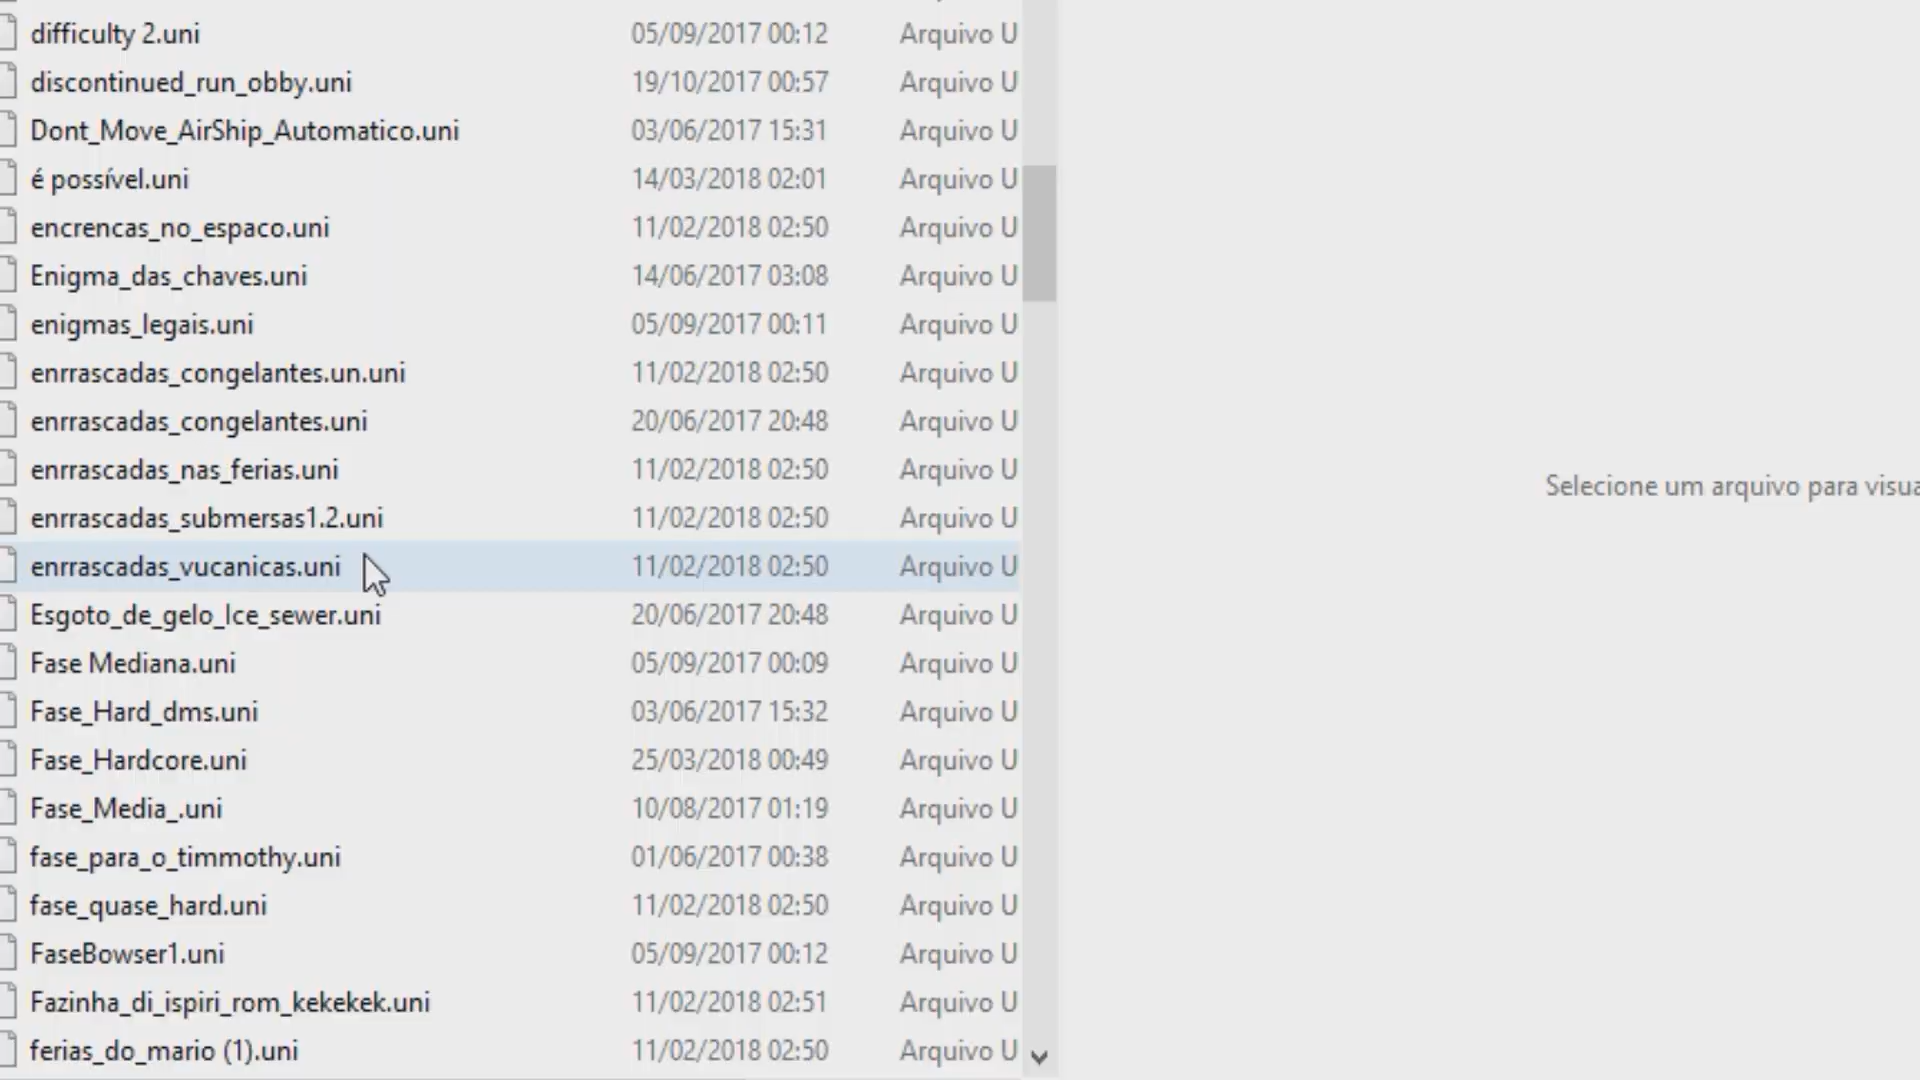 difficulty 2.uni 05/09/2017 00:12 Arquivo U
discontinued_run_obby.uni 19/10/2017 00:57 Arquivo U
Dont_Move_AirShip_Automatico.uni 03/06/2017 15:31 Arquivo U
é possível.uni 14/03/2018 02:01 Arquivo U
encrencas_no_espaco.uni 11/02/2018 02:50 Arquivo U
Enigma_das_chaves.uni 14/06/2017 03:08 Arquivo U
enigmas_legais.uni 05/09/2017 00:11 Arquivo U
enrrascadas_congelantes.un.uni 11/02/2018 02:50 Arquivo U
enrrascadas_congelantes.uni 20/06/2017 20:48 Arquivo U
enrrascadas_nas_ferias.uni 11/02/2018 02:50 Arquivo U
Selecione um arquivo para visua
enrrascadas_submersas1.2.uni 11/02/2018 02:50 Arquivo U
enrrascadas_vucanicas.uni 11/02/2018 02:50 Arquivo U
Esgoto_de_gelo_Ice_sewer.uni 20/06/2017 20:48 Arquivo U
Fase Mediana.uni 05/09/2017 00:09 Arquivo U
Fase_Hard_dms.uni 03/06/2017 15:32 Arquivo U
Fase_Hardcore.uni 25/03/2018 00:49 Arquivo U
Fase_Media_.uni 10/08/2017 01:19 Arquivo U
fase_para_o_timmothy.uni 01/06/2017 00:38 Arquivo U
fase_quase_hard.uni 11/02/2018 02:50 Arquivo U
FaseBowser1.uni 05/09/2017 00:12 Arquivo U
Fazinha_di_ispiri_rom_kekekek.uni 11/02/2018 02:51 Arquivo U
ferias_do_mario (1).uni 11/02/2018 02:50 Arquivo U